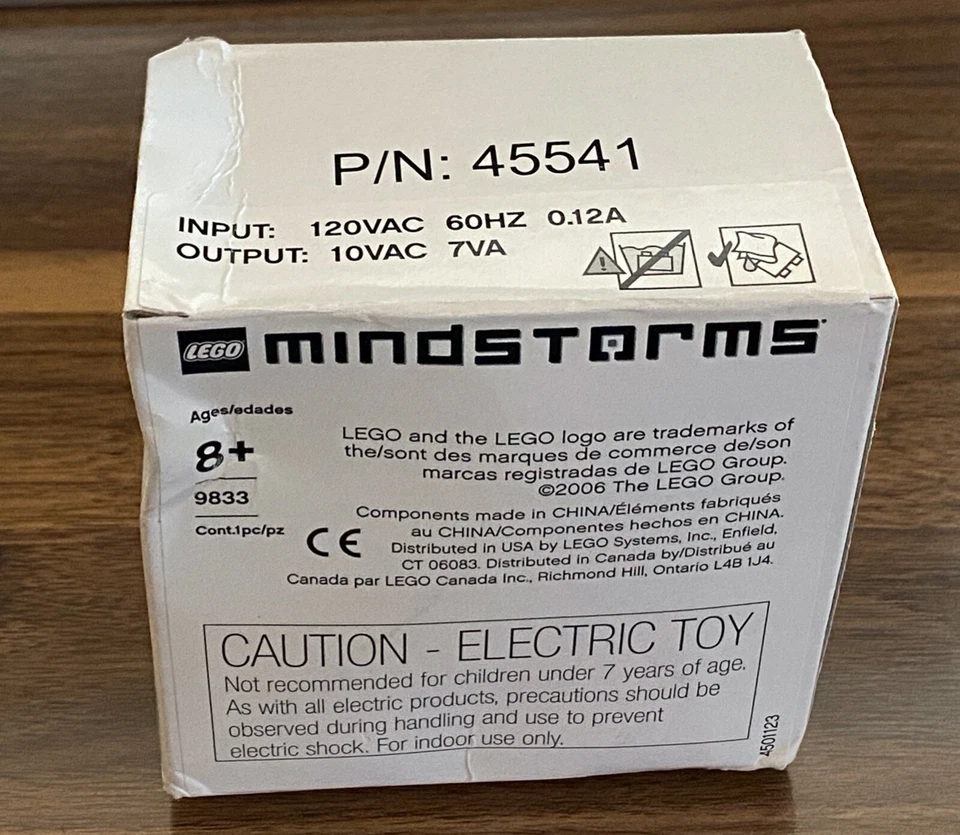 P/N: 45541
INPUT: 120VAC 60HZ 0.12A
OUTPUT: 10VAC 7VA
LEGO mindstorms
Ages/edades
8+
9833
Cont.1pc/pz
LEGO and the LEGO logo are trademarks of
the/sont des marques de commerce de/son
marcas registradas de LEGO Group.
©2006 The LEGO Group.
Components made in CHINA/Éléments fabriqués
au CHINA/Componentes hechos en CHINA.
Distributed in USA by LEGO Systems, Inc., Enfield,
CT 06083. Distributed in Canada by/Distribué au
Canada par LEGO Canada Inc., Richmond Hill, Ontario L4B 1J4.
CE
CAUTION - ELECTRIC TOY
Not recommended for children under 7 years of age.
As with all electric products, precautions should be
observed during handling and use to prevent
electric shock. For indoor use only.
4501123